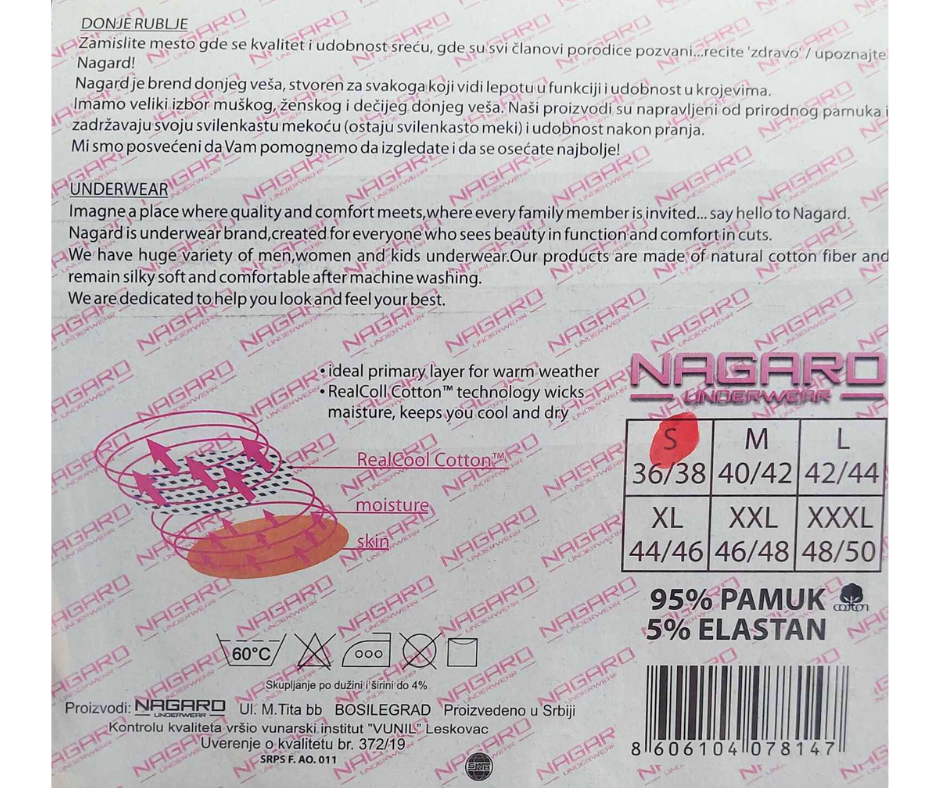 DONJE RUBLJE
Zamislite mesto gde se kvalitet i udobnost sreću, gde su svi članovi porodice pozvani...recite 'zdravo' / upoznajte
Nagard!
Nagard je brend donjeg veša, stvoren za svakoga koji vidi lepotu u funkciji i udobnost u krojevima.
Imamo veliki izbor muškog, ženskog i dečijeg donjeg veša. Naši proizvodi su napravljeni od prirodnog pamuka i
zadržavaju svoju svilenkastu mekoću (ostaju svilenkasto meki) i udobnost nakon pranja.
Mi smo posvećeni da Vam pomognemo da izgledate i da se osećate najbolje!
UNDERWEAR
Imagne a place where quality and comfort meets,where every family member is invited... say hello to Nagard.
Nagard is underwear brand,created for everyone who sees beauty in function and comfort in cuts.
We have huge variety of men,women and kids underwear.Our products are made of natural cotton fiber and
remain silky soft and comfortable after machine washing.
We are dedicated to help you look and feel your best.
• ideal primary layer for warm weather
• RealColl Cotton™ technology wicks
maisture, keeps you cool and dry
RealCool Cotton™
moisture
skin
NAGARD
UNDERWEAR
S M L
36/38 40/42 42/44
XL XXL XXXL
44/46 46/48 48/50
95% PAMUK cotton
5% ELASTAN
60°C
Skupljanje po dužini i širini do 4%
Proizvodi: NAGARD UNDERWEAR Ul. M.Tita bb BOSILEGRAD Proizvedeno u Srbiji
Kontrolu kvaliteta vršio vunarski institut "VUNIL" Leskovac
Uverenje o kvalitetu br. 372/19
SRPS F. AO. 011
8 606104 078147